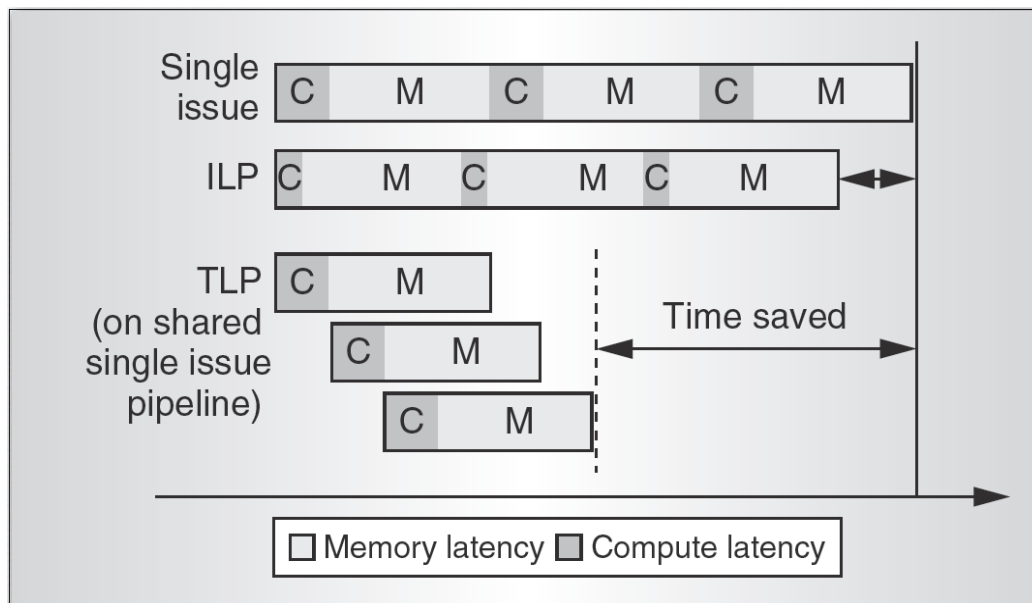 Single
issue
C M C M C M
ILP
C M C M C M
TLP
(on shared
single issue
pipeline)
C M
C M
C M
Time saved
Memory latency Compute latency